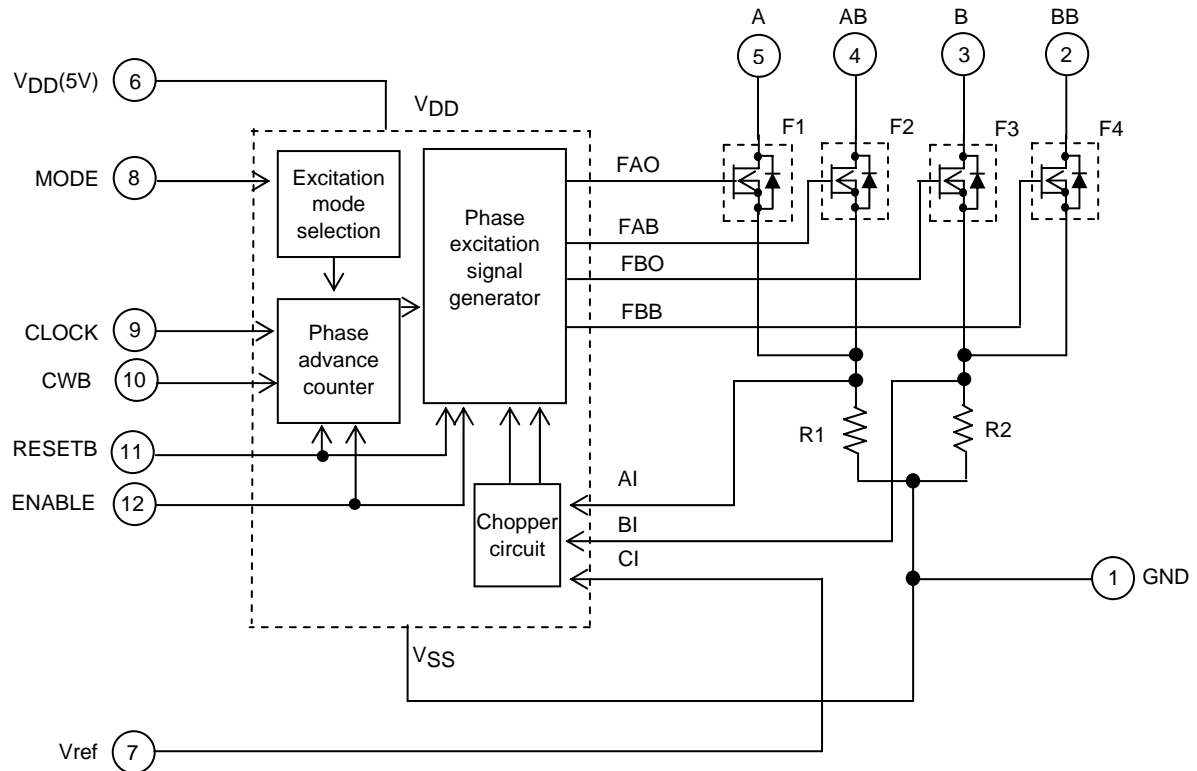 A AB B BB
5 4 3 2
VDD(5V) 6
VDD
F1 F2 F3 F4
MODE 8
Excitation
mode
selection
Phase
excitation
signal
generator
FAO
FAB
FBO
FBB
CLOCK 9
CWB 10
Phase
advance
counter
RESETB 11
ENABLE 12
R1 R2
Chopper
circuit
AI
BI
CI
1 GND
VSS
Vref 7